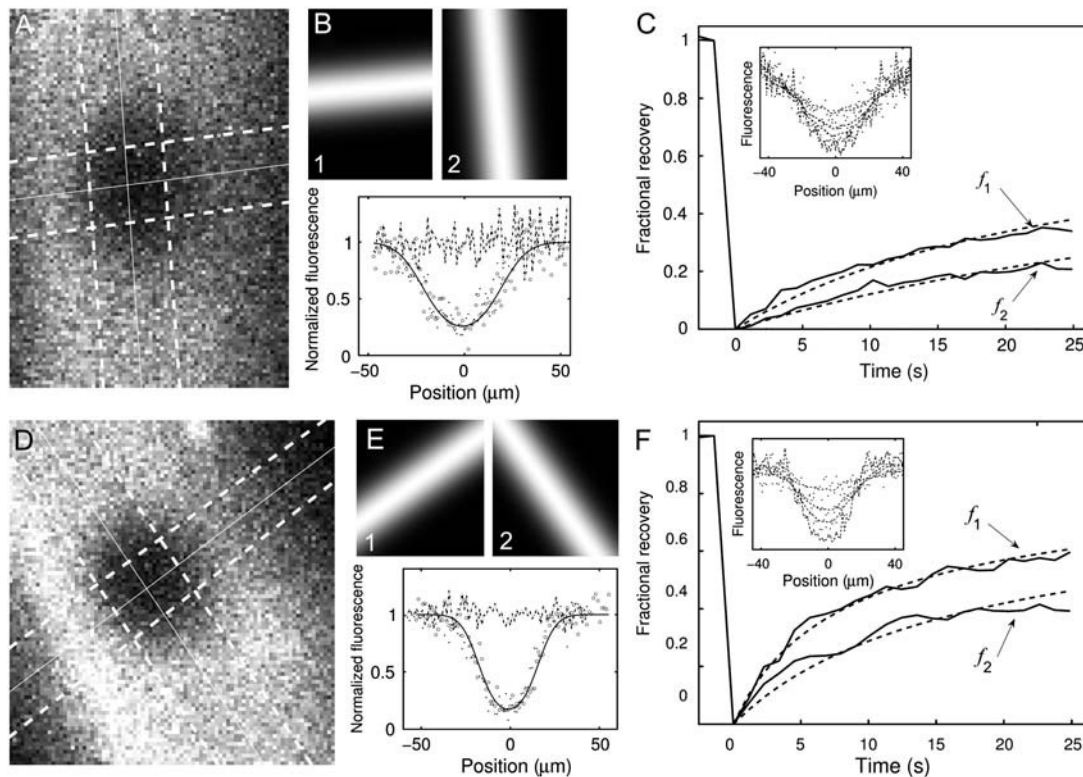 A
B
1
2
Normalized fluorescence
1
0.5
0
−50
0
50
Position (μm)
C
Fractional recovery
1
0.8
0.6
0.4
0.2
0
0
5
10
15
20
25
Time (s)
Fluorescence
−40
0
40
Position (μm)
f1
f2
D
E
1
2
Normalized fluorescence
1
0.5
0
−50
0
50
Position (μm)
F
Fractional recovery
1
0.8
0.6
0.4
0.2
0
0
5
10
15
20
25
Time (s)
Fluorescence
−40
0
40
Position (μm)
f1
f2